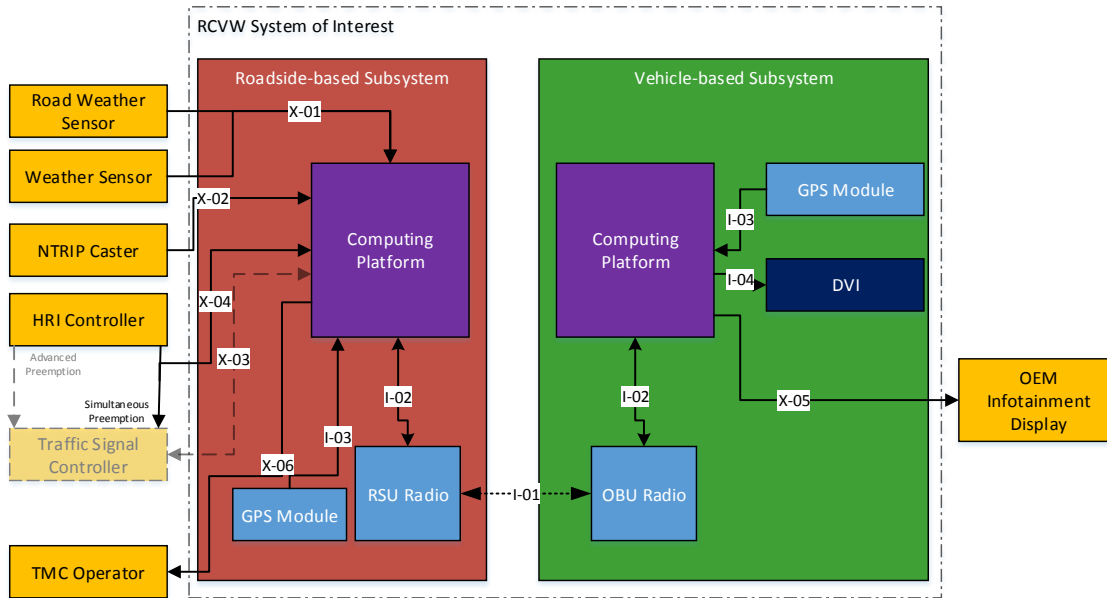 RCVW System of Interest
Roadside-based Subsystem
Vehicle-based Subsystem
Road Weather
Sensor
X-01
Weather Sensor
Computing
Platform
Computing
Platform
GPS Module
X-02
I-03
NTRIP Caster
I-04
DVI
X-04
HRI Controller
X-03
Advanced
Preemption
Simultaneous
Preemption
I-02
I-02
X-05
OEM
Infotainment
Display
Traffic Signal
Controller
I-03
X-06
GPS Module
RSU Radio
I-01
OBU Radio
TMC Operator